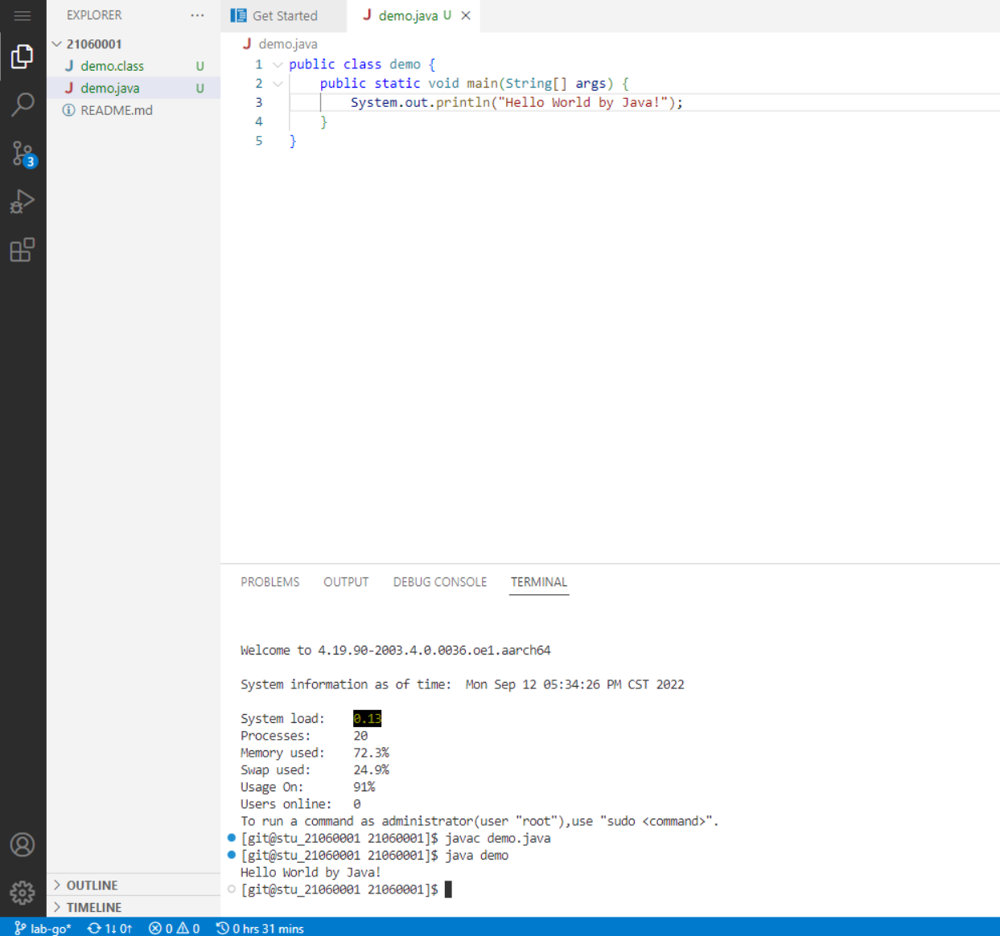 EXPLORER ...
21060001
J demo.class U
J demo.java U
README.md
3
OUTLINE
TIMELINE
Get Started
J demo.java U
J demo.java
1 public class demo {
2 public static void main(String[] args) {
3 System.out.println("Hello World by Java!");
4 }
5 }
PROBLEMS OUTPUT DEBUG CONSOLE TERMINAL
Welcome to 4.19.90-2003.4.0.0036.oe1.aarch64
System information as of time: Mon Sep 12 05:34:26 PM CST 2022
System load: 0.13
Processes: 20
Memory used: 72.3%
Swap used: 24.9%
Usage On: 91%
Users online: 0
To run a command as administrator(user "root"),use "sudo <command>".
[git@stu_21060001 21060001]$ javac demo.java
[git@stu_21060001 21060001]$ java demo
Hello World by Java!
[git@stu_21060001 21060001]$
lab-go* 1↓ 0↑ 0 0 0 hrs 31 mins